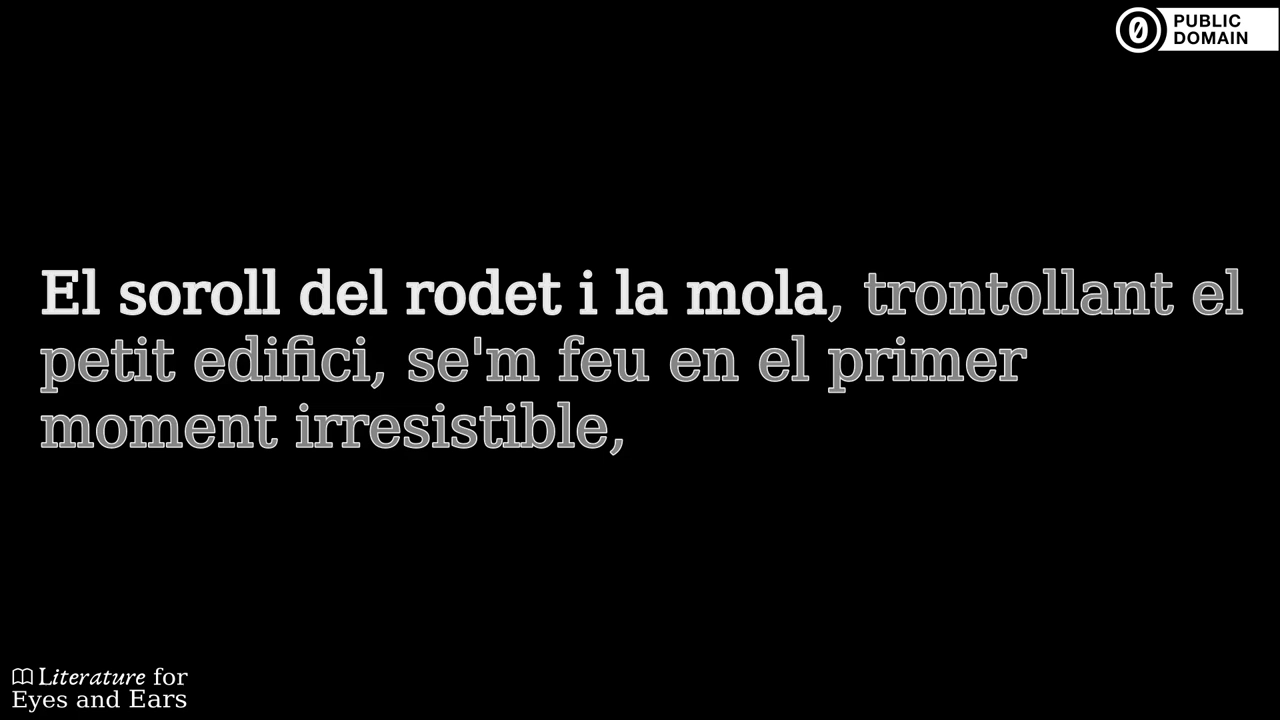 PUBLIC
DOMAIN
El soroll del rodet i la mola, trontollant el
petit edifici, se'm feu en el primer
moment irresistible,
Literature for
Eyes and Ears